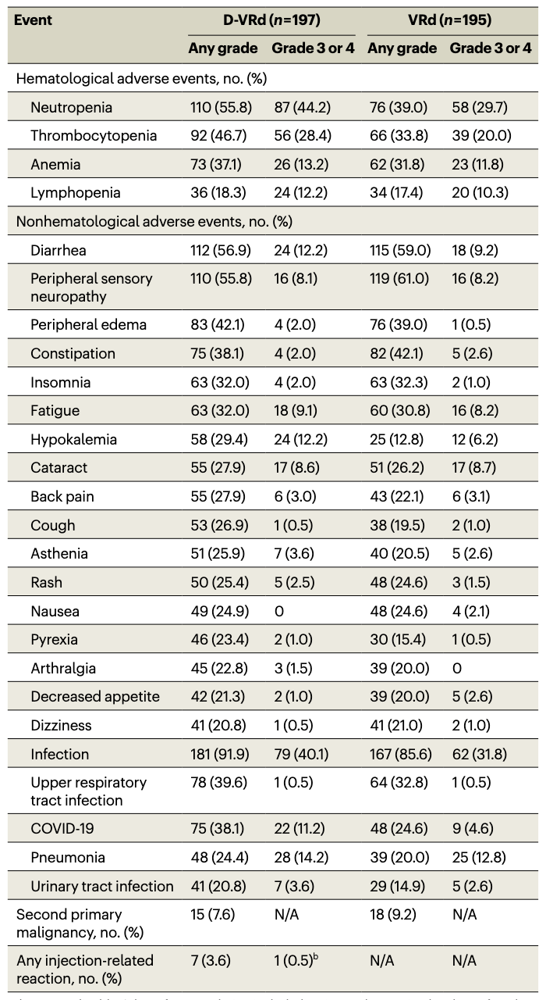 Event D-VRd (n=197) VRd (n=195)
Any grade Grade 3 or 4 Any grade Grade 3 or 4
Hematological adverse events, no. (%)
Neutropenia 110 (55.8) 87 (44.2) 76 (39.0) 58 (29.7)
Thrombocytopenia 92 (46.7) 56 (28.4) 66 (33.8) 39 (20.0)
Anemia 73 (37.1) 26 (13.2) 62 (31.8) 23 (11.8)
Lymphopenia 36 (18.3) 24 (12.2) 34 (17.4) 20 (10.3)
Nonhematological adverse events, no. (%)
Diarrhea 112 (56.9) 24 (12.2) 115 (59.0) 18 (9.2)
Peripheral sensory 110 (55.8) 16 (8.1) 119 (61.0) 16 (8.2)
neuropathy
Peripheral edema 83 (42.1) 4 (2.0) 76 (39.0) 1 (0.5)
Constipation 75 (38.1) 4 (2.0) 82 (42.1) 5 (2.6)
Insomnia 63 (32.0) 4 (2.0) 63 (32.3) 2 (1.0)
Fatigue 63 (32.0) 18 (9.1) 60 (30.8) 16 (8.2)
Hypokalemia 58 (29.4) 24 (12.2) 25 (12.8) 12 (6.2)
Cataract 55 (27.9) 17 (8.6) 51 (26.2) 17 (8.7)
Back pain 55 (27.9) 6 (3.0) 43 (22.1) 6 (3.1)
Cough 53 (26.9) 1 (0.5) 38 (19.5) 2 (1.0)
Asthenia 51 (25.9) 7 (3.6) 40 (20.5) 5 (2.6)
Rash 50 (25.4) 5 (2.5) 48 (24.6) 3 (1.5)
Nausea 49 (24.9) 0 48 (24.6) 4 (2.1)
Pyrexia 46 (23.4) 2 (1.0) 30 (15.4) 1 (0.5)
Arthralgia 45 (22.8) 3 (1.5) 39 (20.0) 0
Decreased appetite 42 (21.3) 2 (1.0) 39 (20.0) 5 (2.6)
Dizziness 41 (20.8) 1 (0.5) 41 (21.0) 2 (1.0)
Infection 181 (91.9) 79 (40.1) 167 (85.6) 62 (31.8)
Upper respiratory 78 (39.6) 1 (0.5) 64 (32.8) 1 (0.5)
tract infection
COVID-19 75 (38.1) 22 (11.2) 48 (24.6) 9 (4.6)
Pneumonia 48 (24.4) 28 (14.2) 39 (20.0) 25 (12.8)
Urinary tract infection 41 (20.8) 7 (3.6) 29 (14.9) 5 (2.6)
Second primary 15 (7.6) N/A 18 (9.2) N/A
malignancy, no. (%)
Any injection-related 7 (3.6) 1 (0.5)b N/A N/A
reaction, no. (%)